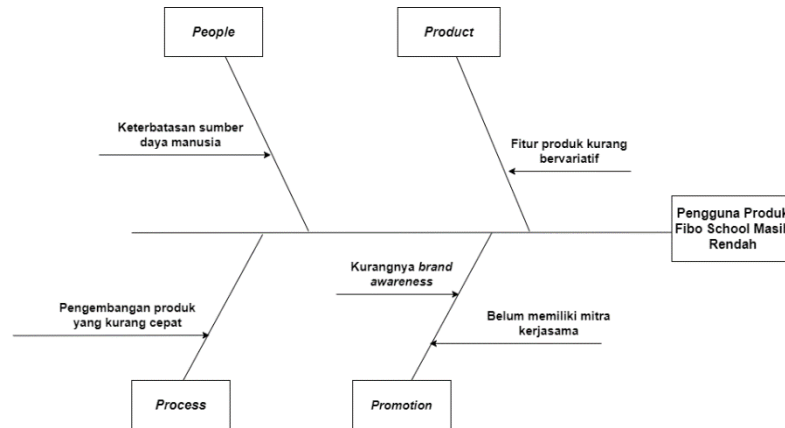 People
Product
Keterbatasan sumber
daya manusia
Fitur produk kurang
bervariatif
Pengguna Produk
Fibo School Masih
Rendah
Kurangnya brand
awareness
Pengembangan produk
yang kurang cepat
Belum memiliki mitra
kerjasama
Process
Promotion